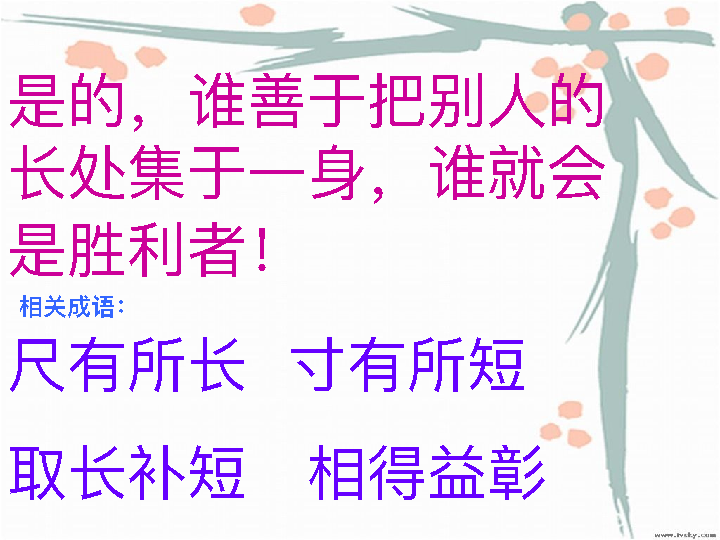 是的，谁善于把别人的
长处集于一身，谁就会
是胜利者！
相关成语：
尺有所长 寸有所短
取长补短 相得益彰
www.ivsky.com